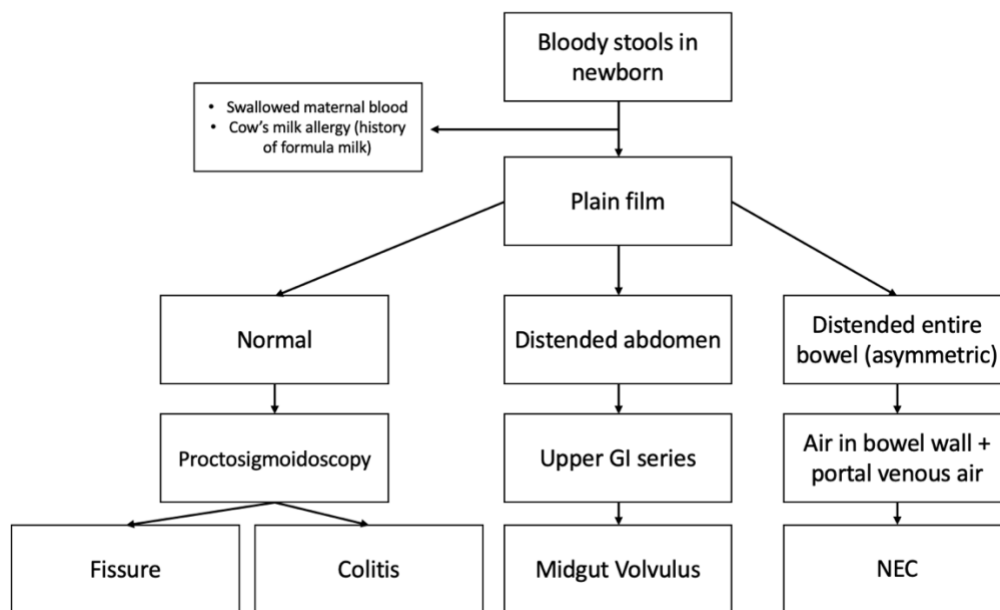 Bloody stools in
newborn
• Swallowed maternal blood
• Cow's milk allergy (history
of formula milk)
Plain film
Normal
Distended abdomen
Distended entire
bowel (asymmetric)
Proctosigmoidoscopy
Upper GI series
Air in bowel wall +
portal venous air
Fissure
Colitis
Midgut Volvulus
NEC